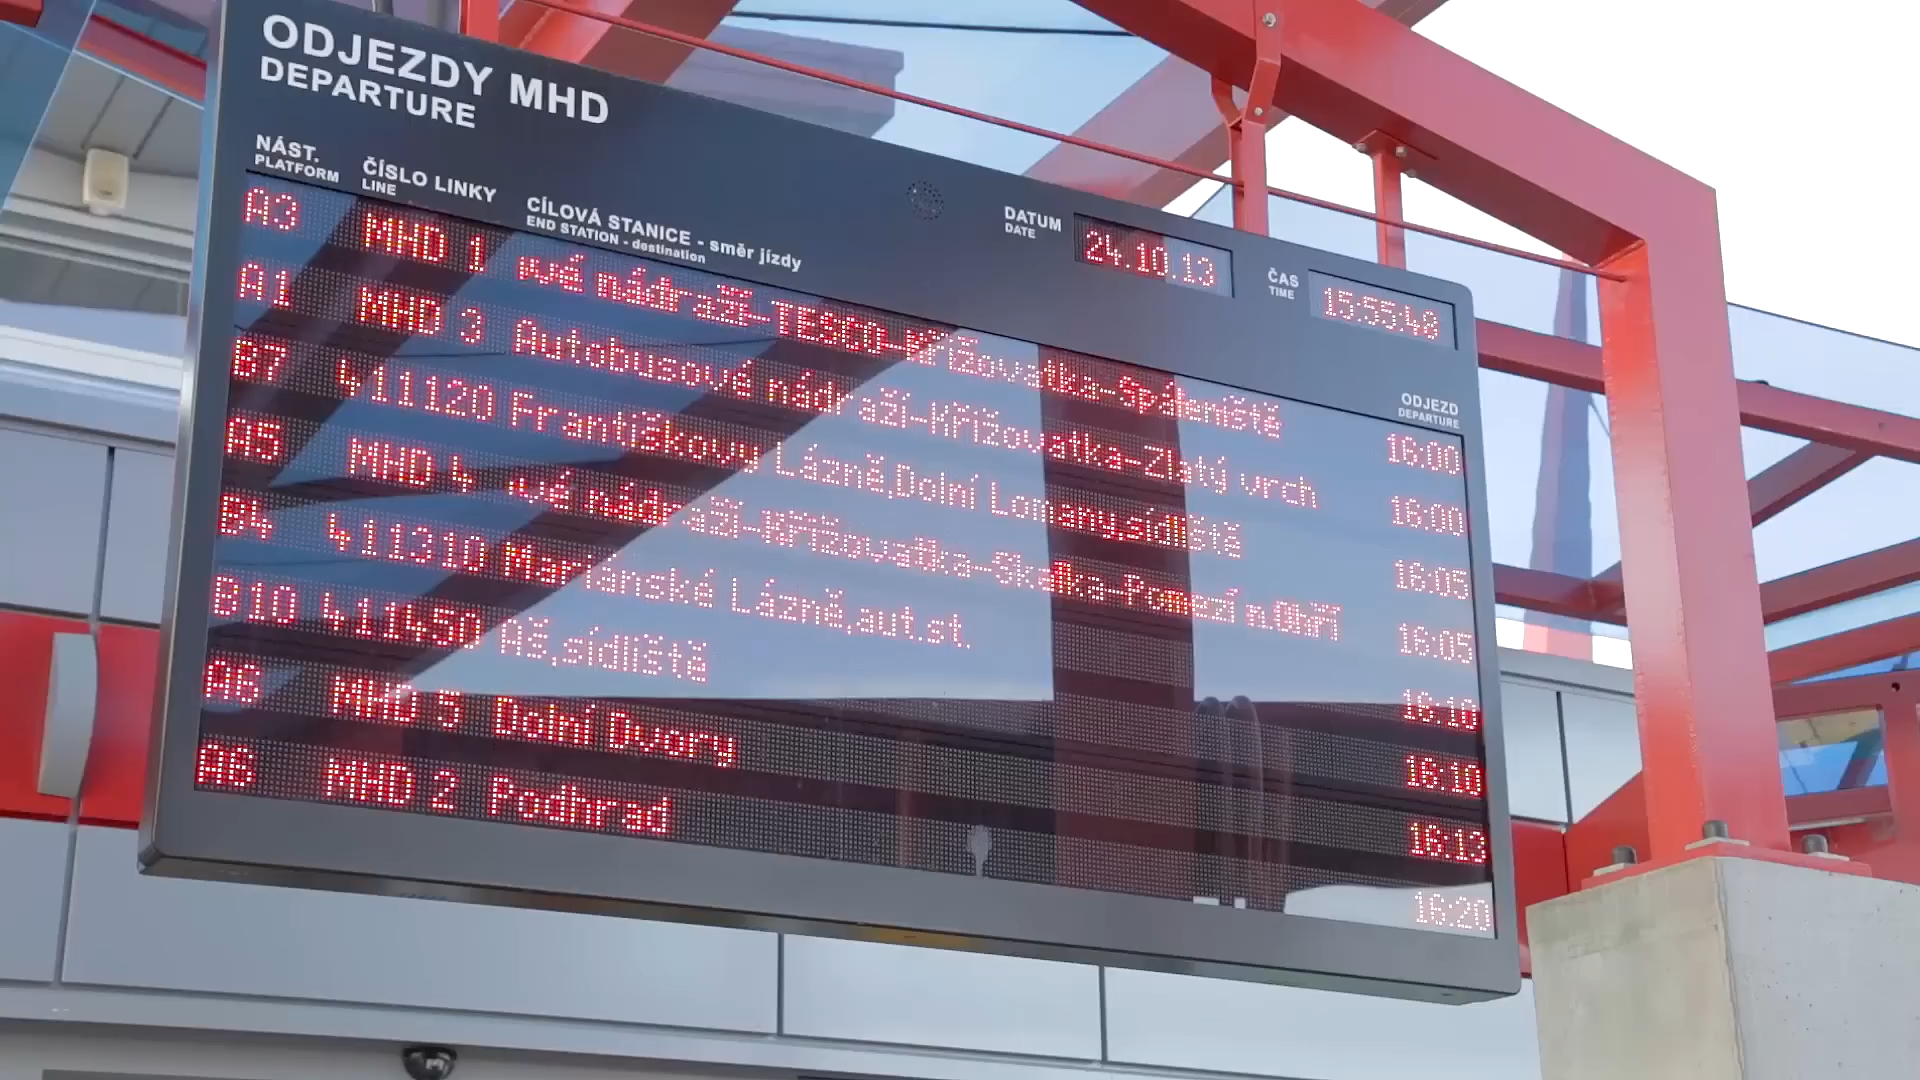 ODJEZDY MHD
DEPARTURE
NÁST.
PLATFORM
ČÍSLO LINKY
LINE
CÍLOVÁ STANICE - směr jízdy
END STATION - destination
DATUM
DATE
24.10.13
ČAS
TIME
15:55:48
ODJEZD
DEPARTURE
A3 MHD 1 vé nádraží-TESCO-Křižovatka-Spáleniště 16:00
A1 MHD 3 Autobusové nádraží-Křižovatka-Zlatý vrch 16:00
B7 411120 Františkovy Lázně,Dolní Lomany,sídliště 16:05
A5 MHD 4 vé nádraží-Křižovatka-Skalka-Pomezí n.Ohří 16:05
B4 411310 Mariánské Lázně,aut.st. 16:10
B10 411450 Aš,sídliště 16:10
A6 MHD 5 Dolní Dvory 16:13
A6 MHD 2 Podhrad 16:20